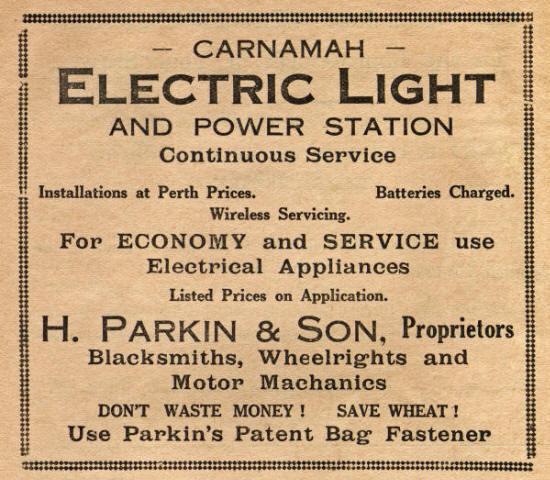 – CARNAMAH –
ELECTRIC LIGHT
AND POWER STATION
Continuous Service
Installations at Perth Prices. Batteries Charged.
Wireless Servicing.
For ECONOMY and SERVICE use
Electrical Appliances
Listed Prices on Application.
H. PARKIN & SON, Proprietors
Blacksmiths, Wheelrights and
Motor Machanics
DON'T WASTE MONEY ! SAVE WHEAT !
Use Parkin's Patent Bag Fastener